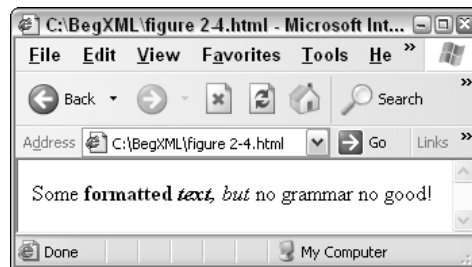 C:\BegXML\figure 2-4.html - Microsoft Int...
File Edit View Favorites Tools He »
Back Search »
Address C:\BegXML\figure 2-4.html Go Links »
Some formatted text, but no grammar no good!
Done My Computer